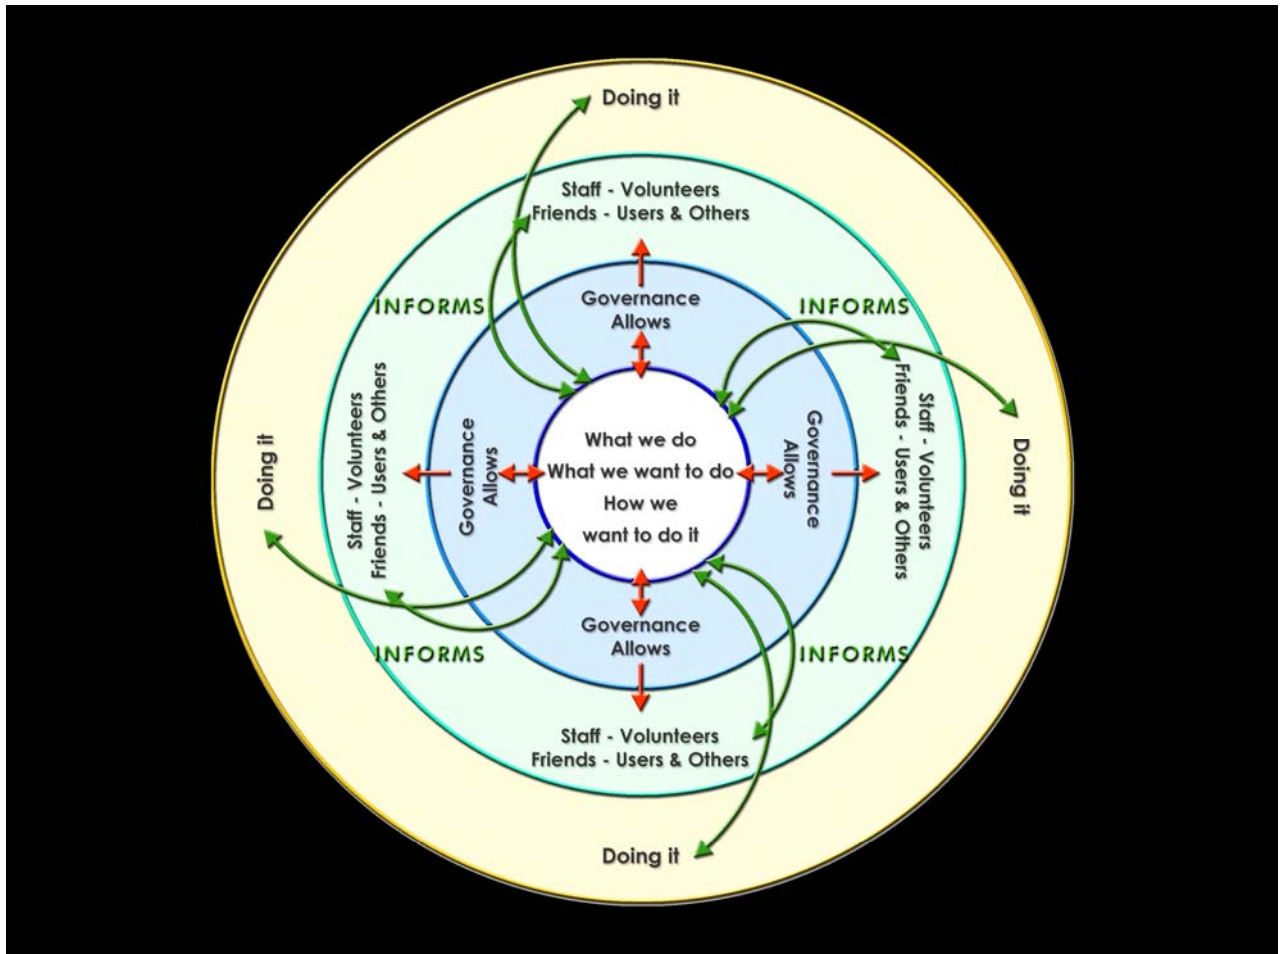 Doing it
Staff - Volunteers
Friends - Users & Others
INFORMS
INFORMS
Governance
Allows
Doing it
Staff - Volunteers
Friends - Users & Others
Governance
Allows
What we do
What we want to do
How we
want to do it
Governance
Allows
Staff - Volunteers
Friends - Users & Others
Doing it
Governance
Allows
INFORMS
INFORMS
Staff - Volunteers
Friends - Users & Others
Doing it